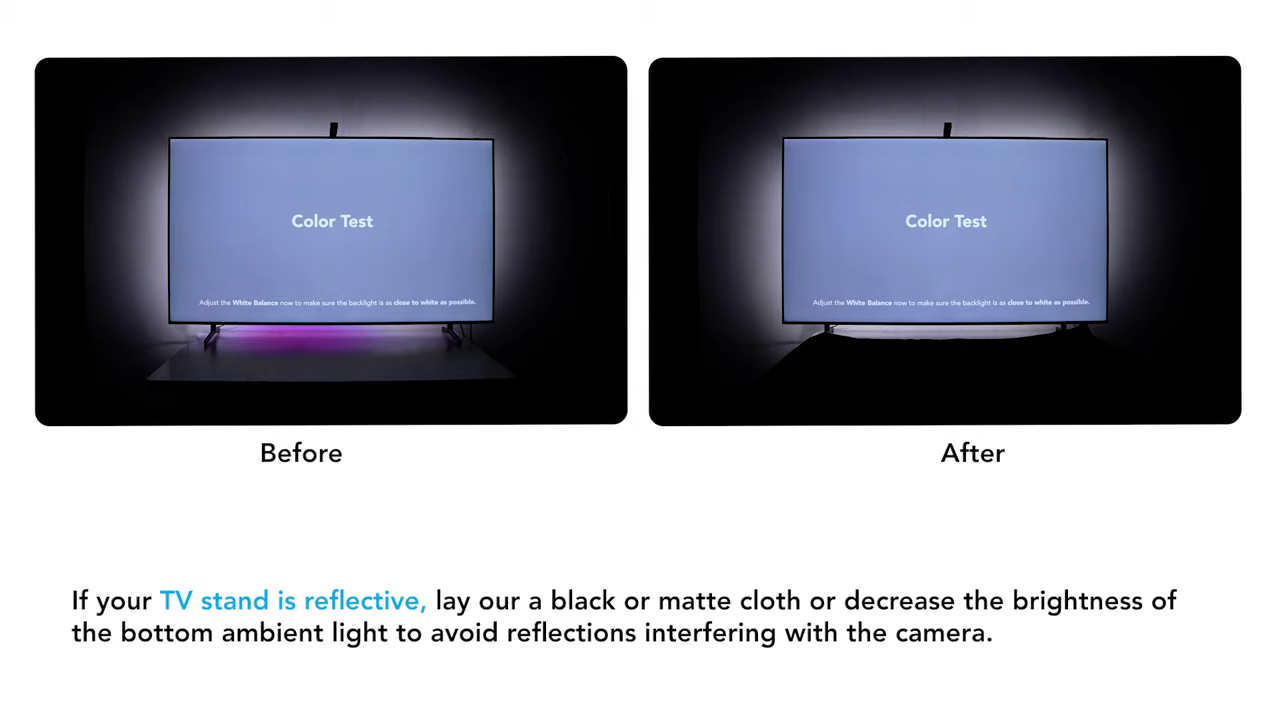 Color Test
Adjust the White Balance now to make sure the backlight is as close to white as possible.
Color Test
Adjust the White Balance now to make sure the backlight is as close to white as possible.
Before
After
If your TV stand is reflective, lay our a black or matte cloth or decrease the brightness of
the bottom ambient light to avoid reflections interfering with the camera.